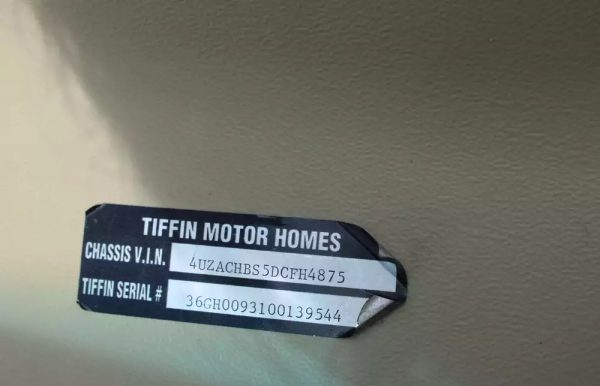 TIFFIN MOTOR HOMES
CHASSIS V.I.N. 4UZACHBS5DCFH4875
TIFFIN SERIAL # 36GH0093100139544